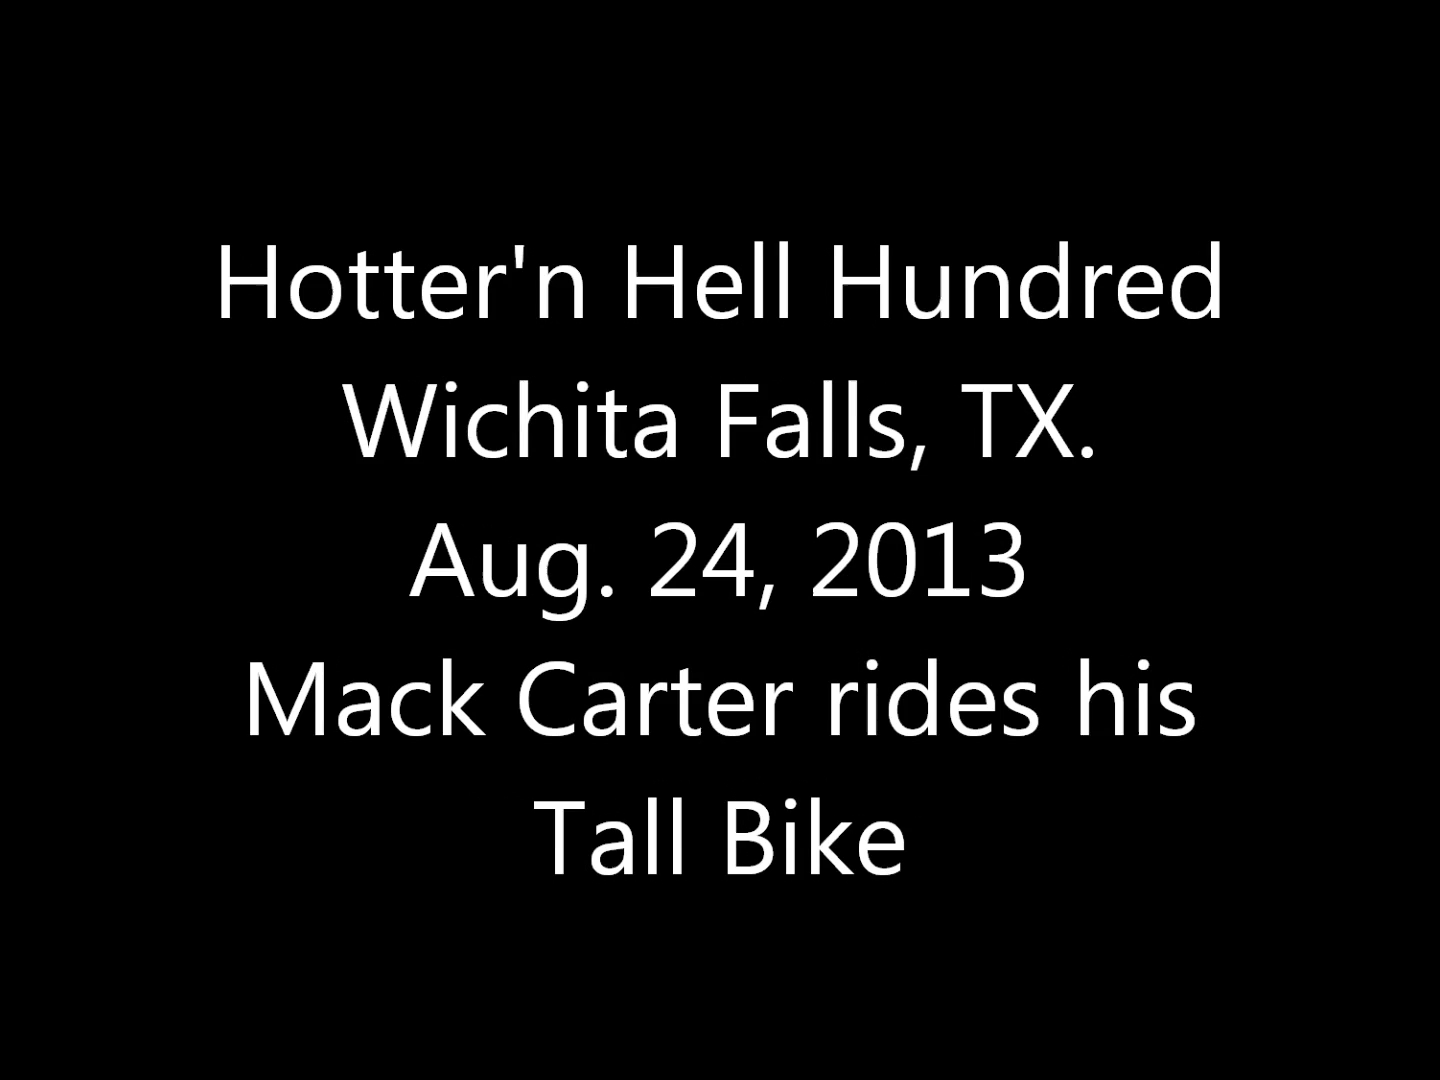 Hotter'n Hell Hundred
Wichita Falls, TX.
Aug. 24, 2013
Mack Carter rides his
Tall Bike